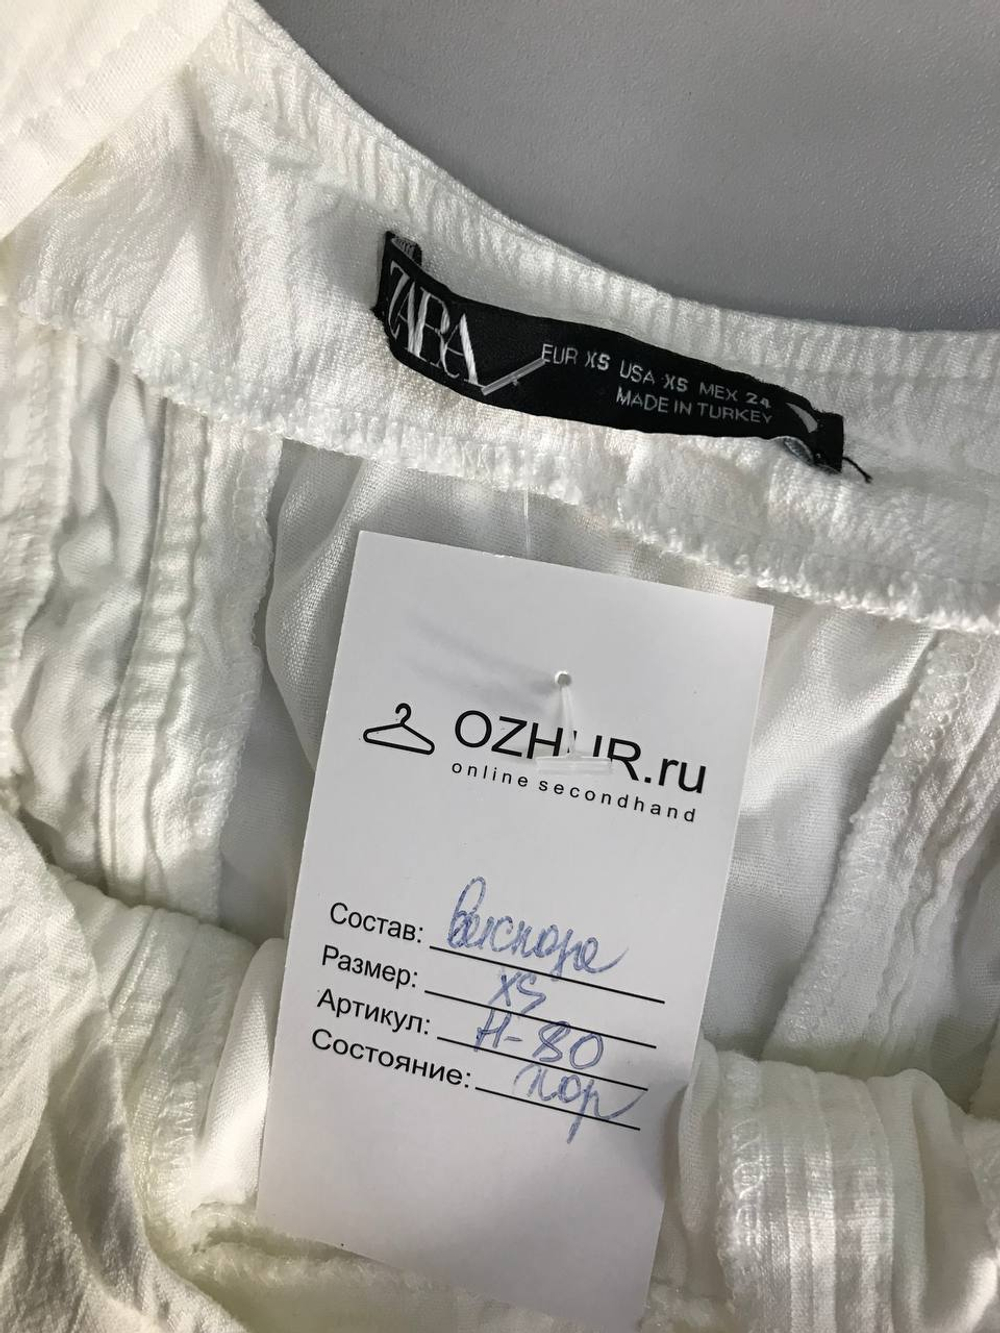 ZARA
EUR XS USA XS MEX 24
MADE IN TURKEY
OZHUR.ru
online secondhand
Состав: Вискоза
Размер: XS
Артикул: Н-80
Состояние: хор